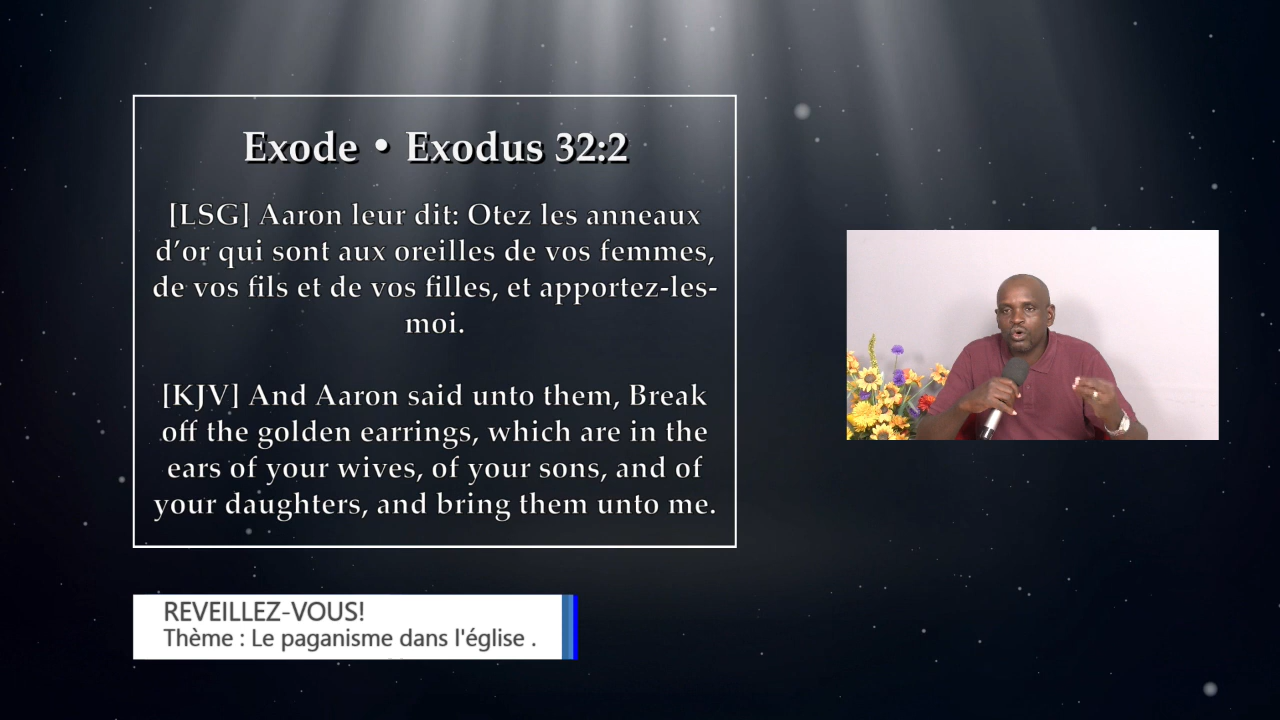 Exode • Exodus 32:2
[LSG] Aaron leur dit: Otez les anneaux
d’or qui sont aux oreilles de vos femmes,
de vos fils et de vos filles, et apportez-les-
moi.
[KJV] And Aaron said unto them, Break
off the golden earrings, which are in the
ears of your wives, of your sons, and of
your daughters, and bring them unto me.
REVEILLEZ-VOUS!
Thème : Le paganisme dans l'église .